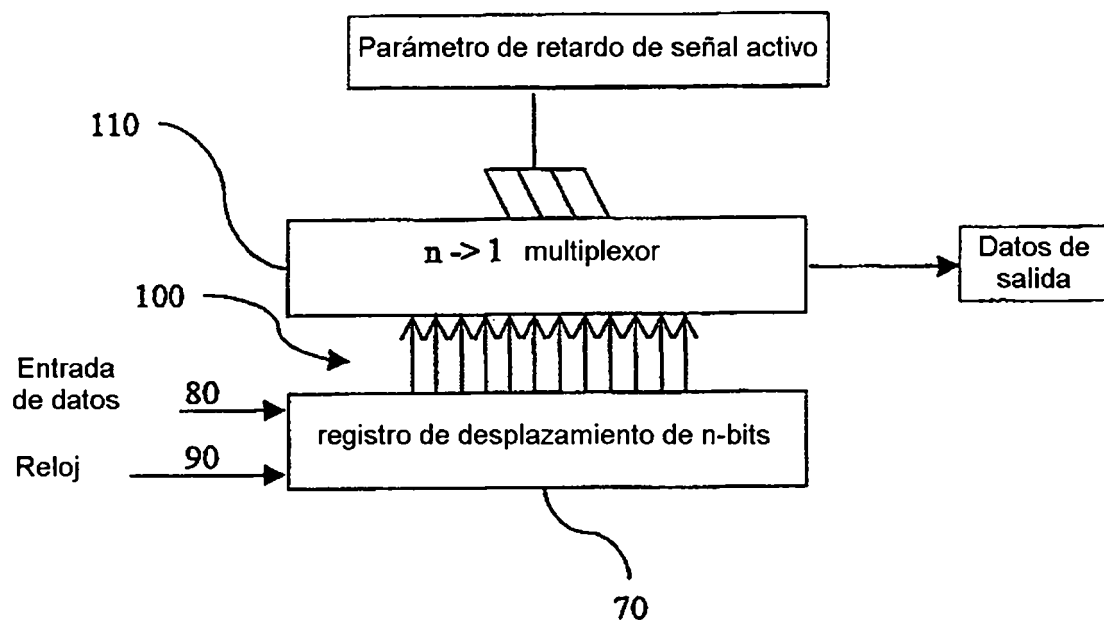 Parámetro de retardo de señal activo
110
n -> 1 multiplexor
Datos de
salida
100
Entrada
de datos
80
registro de desplazamiento de n-bits
Reloj
90
70